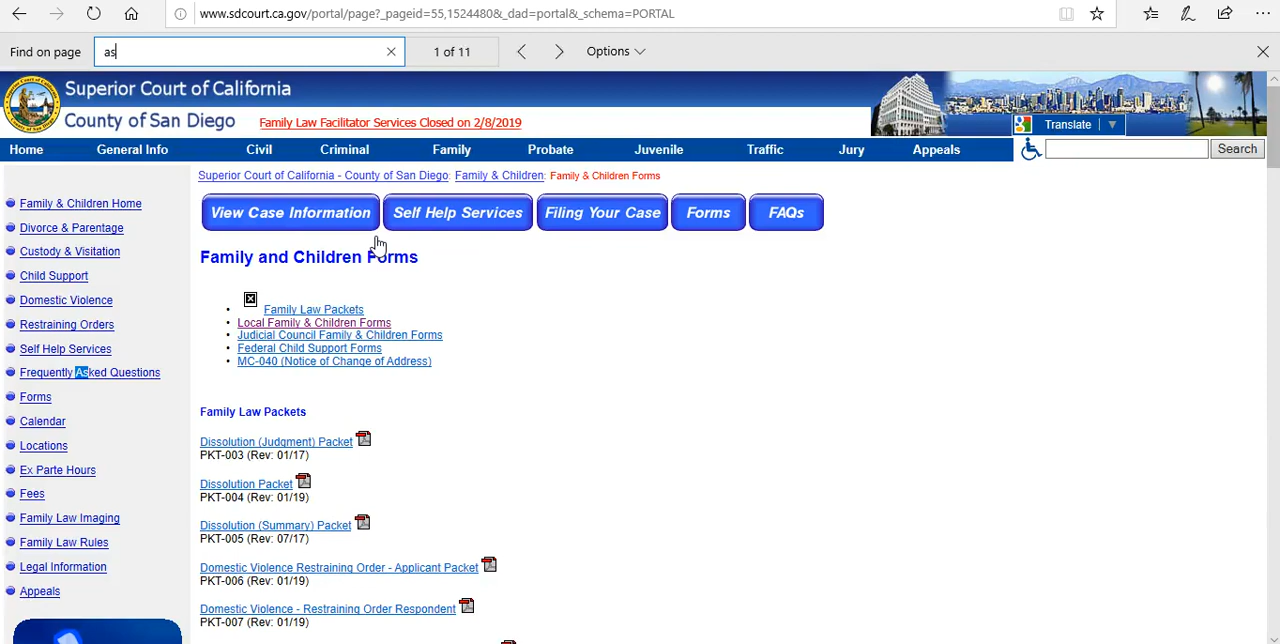 www.sdcourt.ca.gov/portal/page?_pageid=55,1524480&_dad=portal&_schema=PORTAL
Find on page as 1 of 11 Options
Superior Court of California
County of San Diego
Family Law Facilitator Services Closed on 2/8/2019
Translate
Home General Info Civil Criminal Family Probate Juvenile Traffic Jury Appeals Search
Superior Court of California - County of San Diego: Family & Children: Family & Children Forms
View Case Information Self Help Services Filing Your Case Forms FAQs
Family & Children Home
Divorce & Parentage
Custody & Visitation
Child Support
Domestic Violence
Restraining Orders
Self Help Services
Frequently Asked Questions
Forms
Calendar
Locations
Ex Parte Hours
Fees
Family Law Imaging
Family Law Rules
Legal Information
Appeals
Family and Children Forms
Family Law Packets
Local Family & Children Forms
Judicial Council Family & Children Forms
Federal Child Support Forms
MC-040 (Notice of Change of Address)
Family Law Packets
Dissolution (Judgment) Packet
PKT-003 (Rev: 01/17)
Dissolution Packet
PKT-004 (Rev: 01/19)
Dissolution (Summary) Packet
PKT-005 (Rev: 07/17)
Domestic Violence Restraining Order - Applicant Packet
PKT-006 (Rev: 01/19)
Domestic Violence - Restraining Order Respondent
PKT-007 (Rev: 01/19)